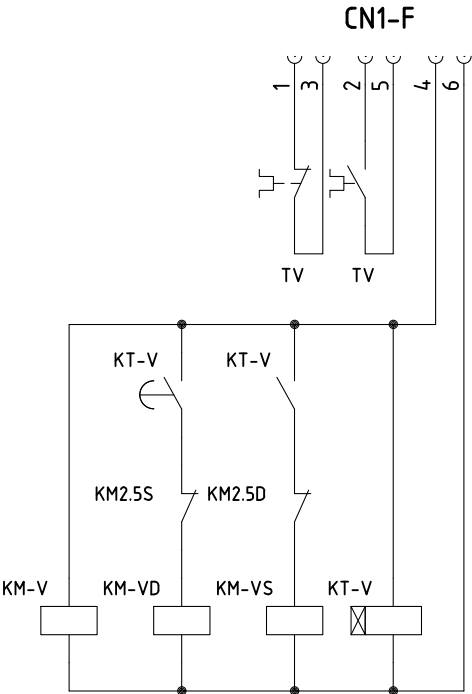 CN1-F
1 3 2 5 4 6
TV TV
KT-V KT-V
KM2.5S KM2.5D
KM-V KM-VD KM-VS KT-V